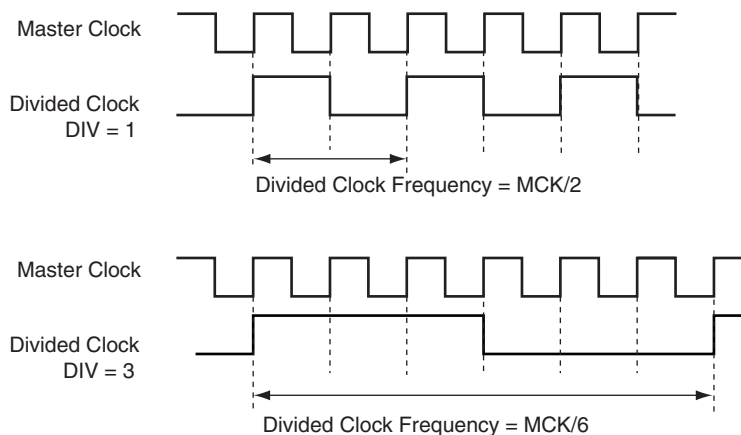 Master Clock
Divided Clock
DIV = 1
Divided Clock Frequency = MCK/2
Master Clock
Divided Clock
DIV = 3
Divided Clock Frequency = MCK/6